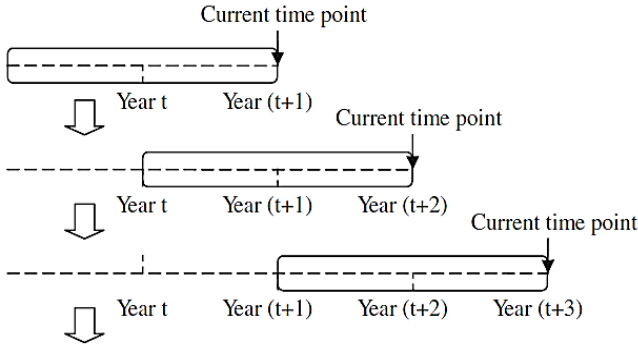 Current time point
Year t Year (t+1)
Current time point
Year t Year (t+1) Year (t+2)
Current time point
Year t Year (t+1) Year (t+2) Year (t+3)